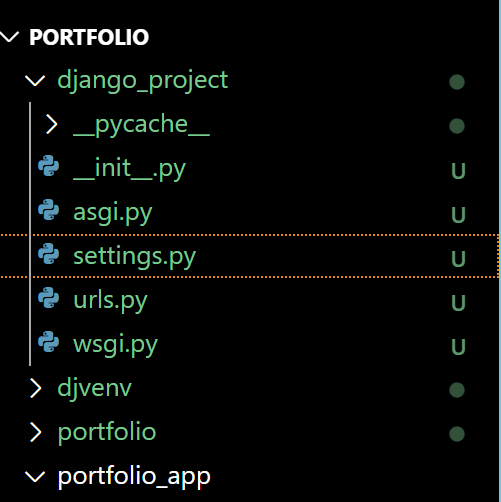 PORTFOLIO
django_project
__pycache__
__init__.py U
asgi.py U
settings.py U
urls.py U
wsgi.py U
djvenv
portfolio
portfolio_app